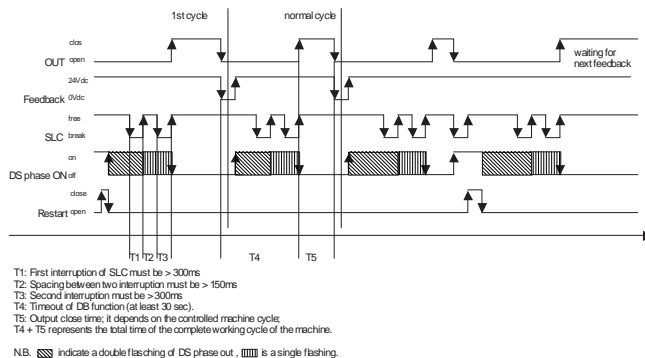 1st cycle normal cycle
clos
OUT open
waiting for
next feedback
24Vdc
Feedback 0Vdc
free
SLC break
on
DS phase ON off
close
Restart open
T1 T2 T3 T4 T5
T1: First interruption of SLC must be > 300ms
T2: Spacing between two interruption must be > 150ms
T3: Second interruption must be > 300ms
T4: Timeout of DB function (at least 30 sec).
T5: Output close time; it depends on the controlled machine cycle;
T4 + T5 represents the total time of the complete working cycle of the machine.
N.B. indicate a double flasching of DS phase out , is a single flashing.